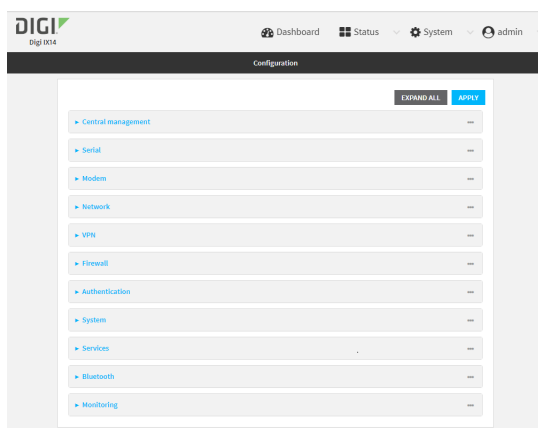 DIGI
Digi IX14
Dashboard Status System admin
Configuration
EXPAND ALL APPLY
Central management
Serial
Modem
Network
VPN
Firewall
Authentication
System
Services
Bluetooth
Monitoring